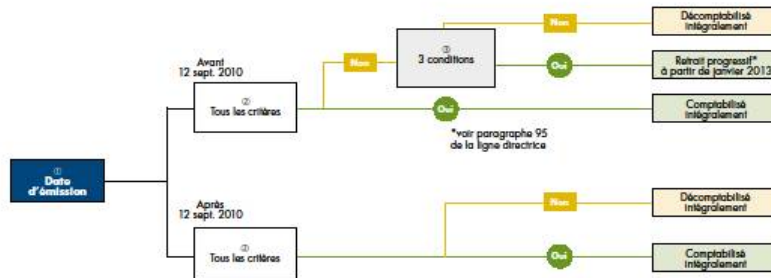 ①
Date
d'émission
Avant
12 sept. 2010
②
Tous les critères
Non
③
3 conditions
Non
Décomptabilisé
intégralement
Oui
Retrait progressif*
à partir de janvier 2013
Oui
Comptabilisé
intégralement
*voir paragraphe 95
de la ligne directrice
Après
12 sept. 2010
②
Tous les critères
Non
Décomptabilisé
intégralement
Oui
Comptabilisé
intégralement